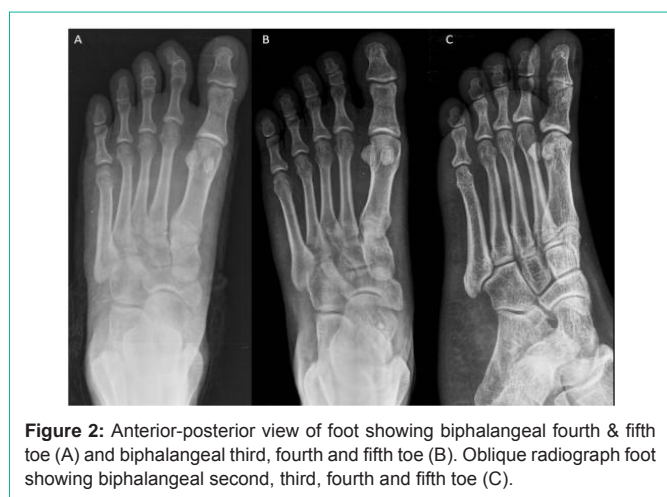 A B C
Figure 2: Anterior-posterior view of foot showing biphalangeal fourth & fifth
toe (A) and biphalangeal third, fourth and fifth toe (B). Oblique radiograph foot
showing biphalangeal second, third, fourth and fifth toe (C).